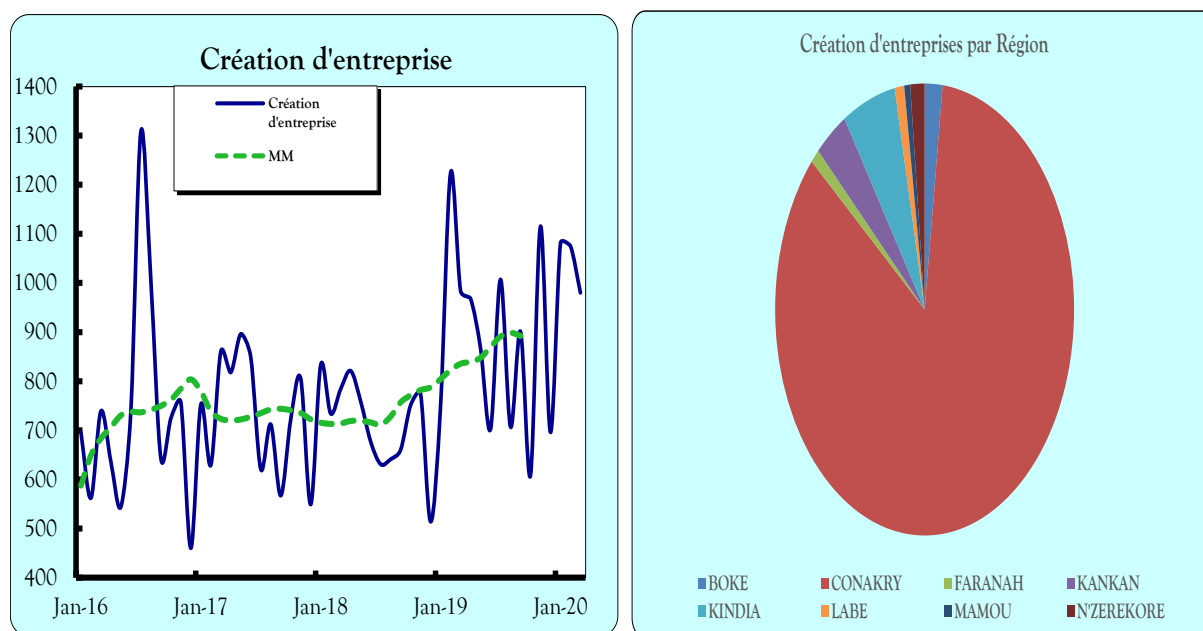 Création d'entreprise
Création
d'entreprise
MM
1400
1300
1200
1100
1000
900
800
700
600
500
400
Jan-16 Jan-17 Jan-18 Jan-19 Jan-20
Création d'entreprises par Région
BOKE CONAKRY FARANAH KANKAN
KINDIA LABE MAMOU N'ZEREKORE